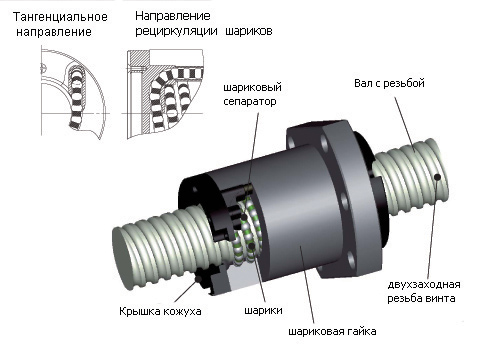 Тангенциальное
направление
Направление
рециркуляции шариков
шариковый
сепаратор
Вал с резьбой
двухзаходная
резьба винта
Крышка кожуха
шарики
шариковая гайка